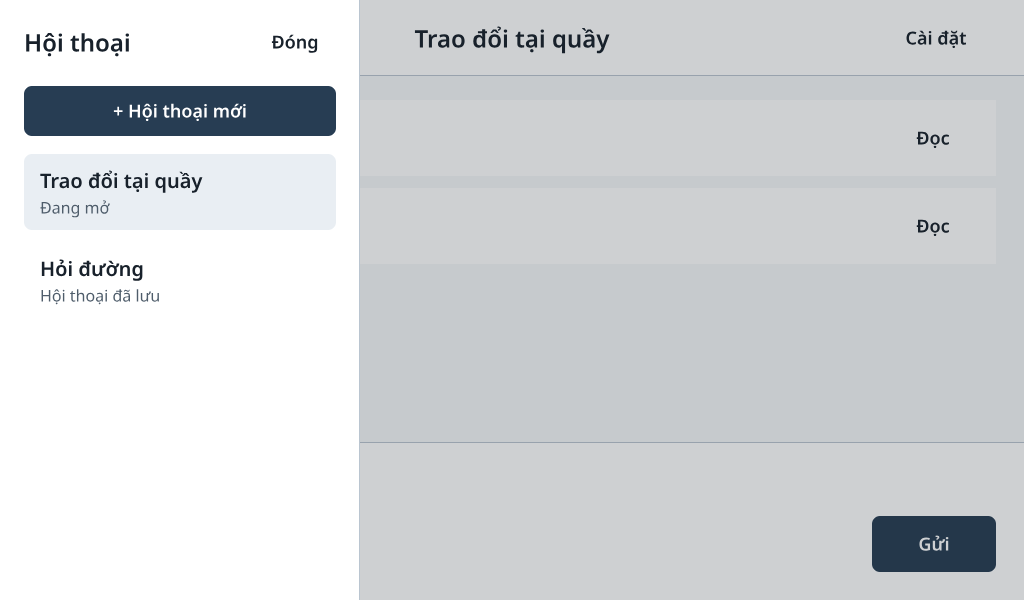 Hội thoại
Đóng
+ Hội thoại mới
Trao đổi tại quầy
Đang mở
Hỏi đường
Hội thoại đã lưu
Trao đổi tại quầy
Cài đặt
Đọc
Đọc
Gửi